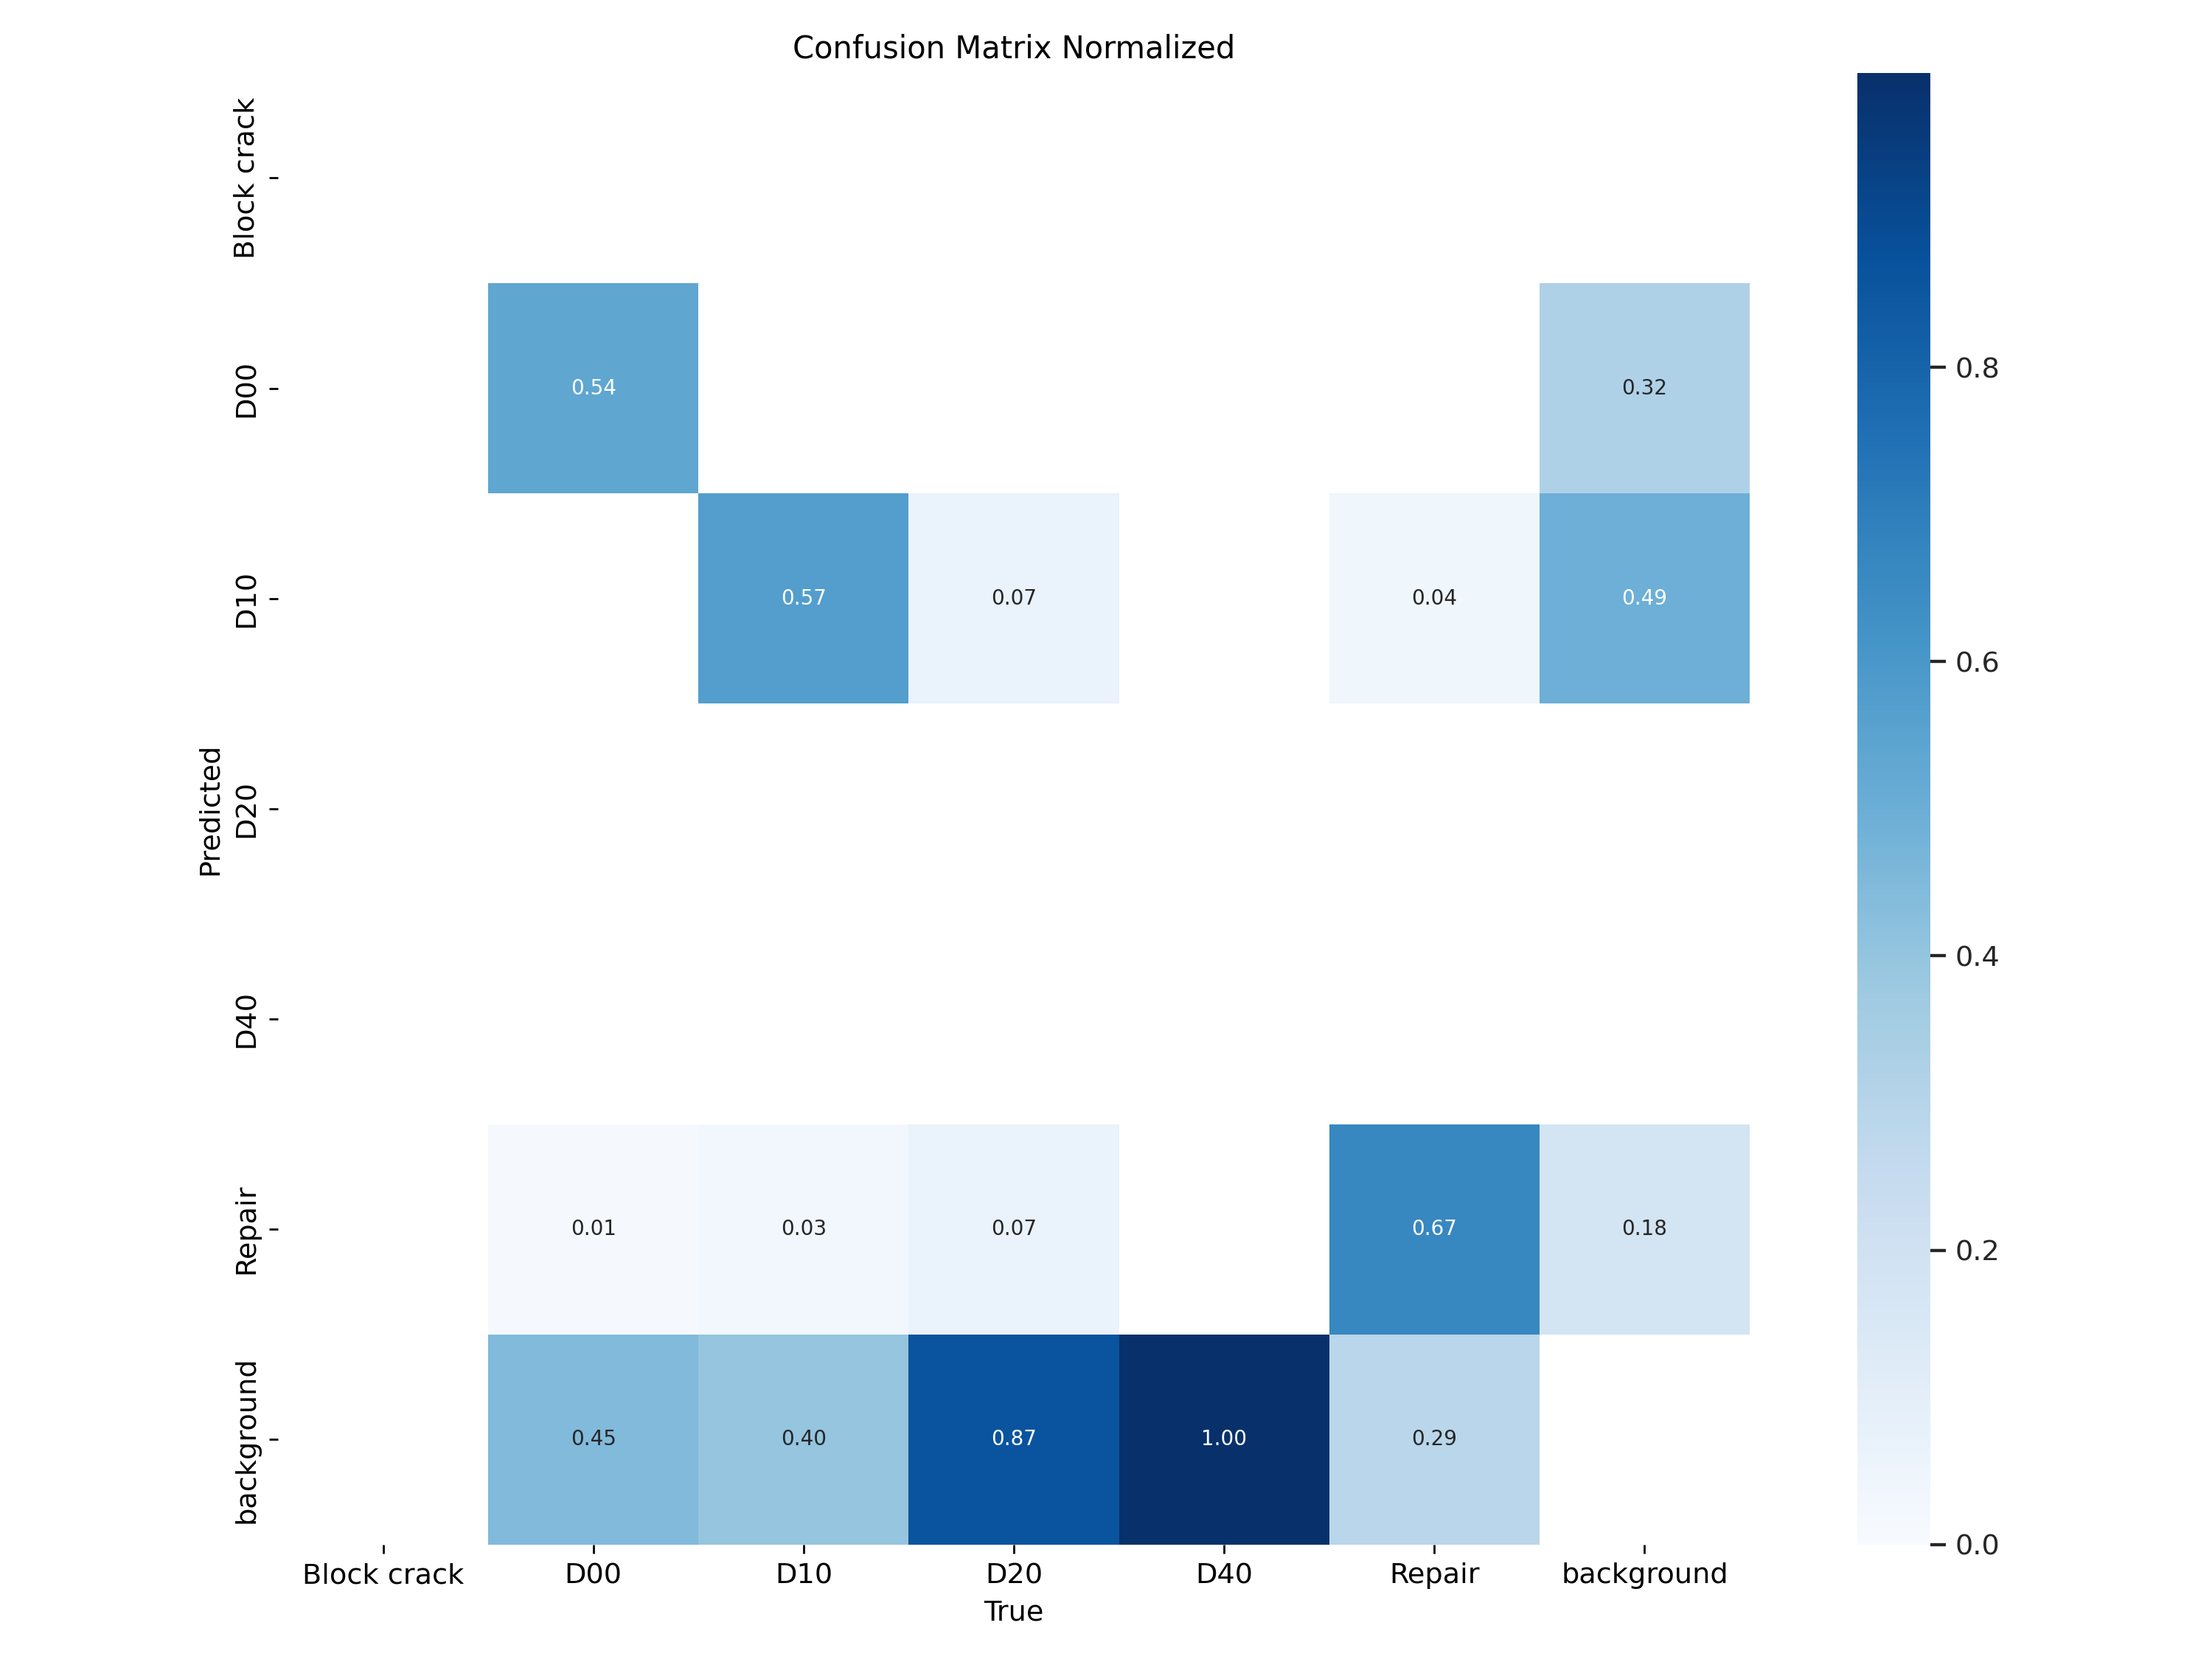 Confusion Matrix Normalized
Block crack
D00
0.54
0.32
D10
0.57
0.07
0.04
0.49
Predicted
D20
D40
Repair
0.01
0.03
0.07
0.67
0.18
background
0.45
0.40
0.87
1.00
0.29
Block crack D00 D10 D20 D40 Repair background
True
0.8
0.6
0.4
0.2
0.0